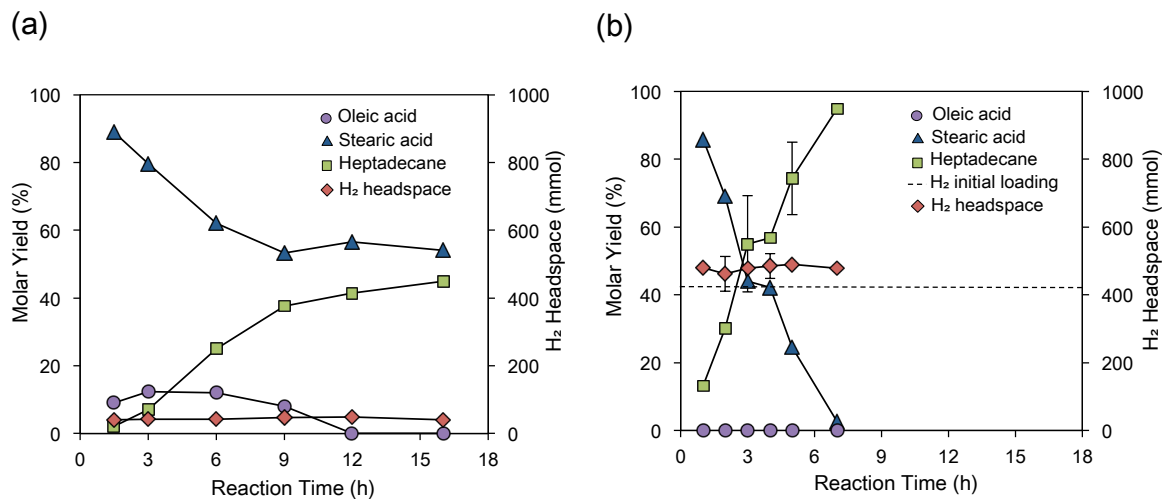 (a)
100
80
60
40
20
0
Molar Yield (%)
0
3
6
9
12
15
18
Reaction Time (h)
1000
800
600
400
200
0
H₂ Headspace (mmol)
Oleic acid
Stearic acid
Heptadecane
H₂ headspace
(b)
100
80
60
40
20
0
Molar Yield (%)
0
3
6
9
12
15
18
Reaction Time (h)
1000
800
600
400
200
0
H₂ Headspace (mmol)
Oleic acid
Stearic acid
Heptadecane
H₂ initial loading
H₂ headspace